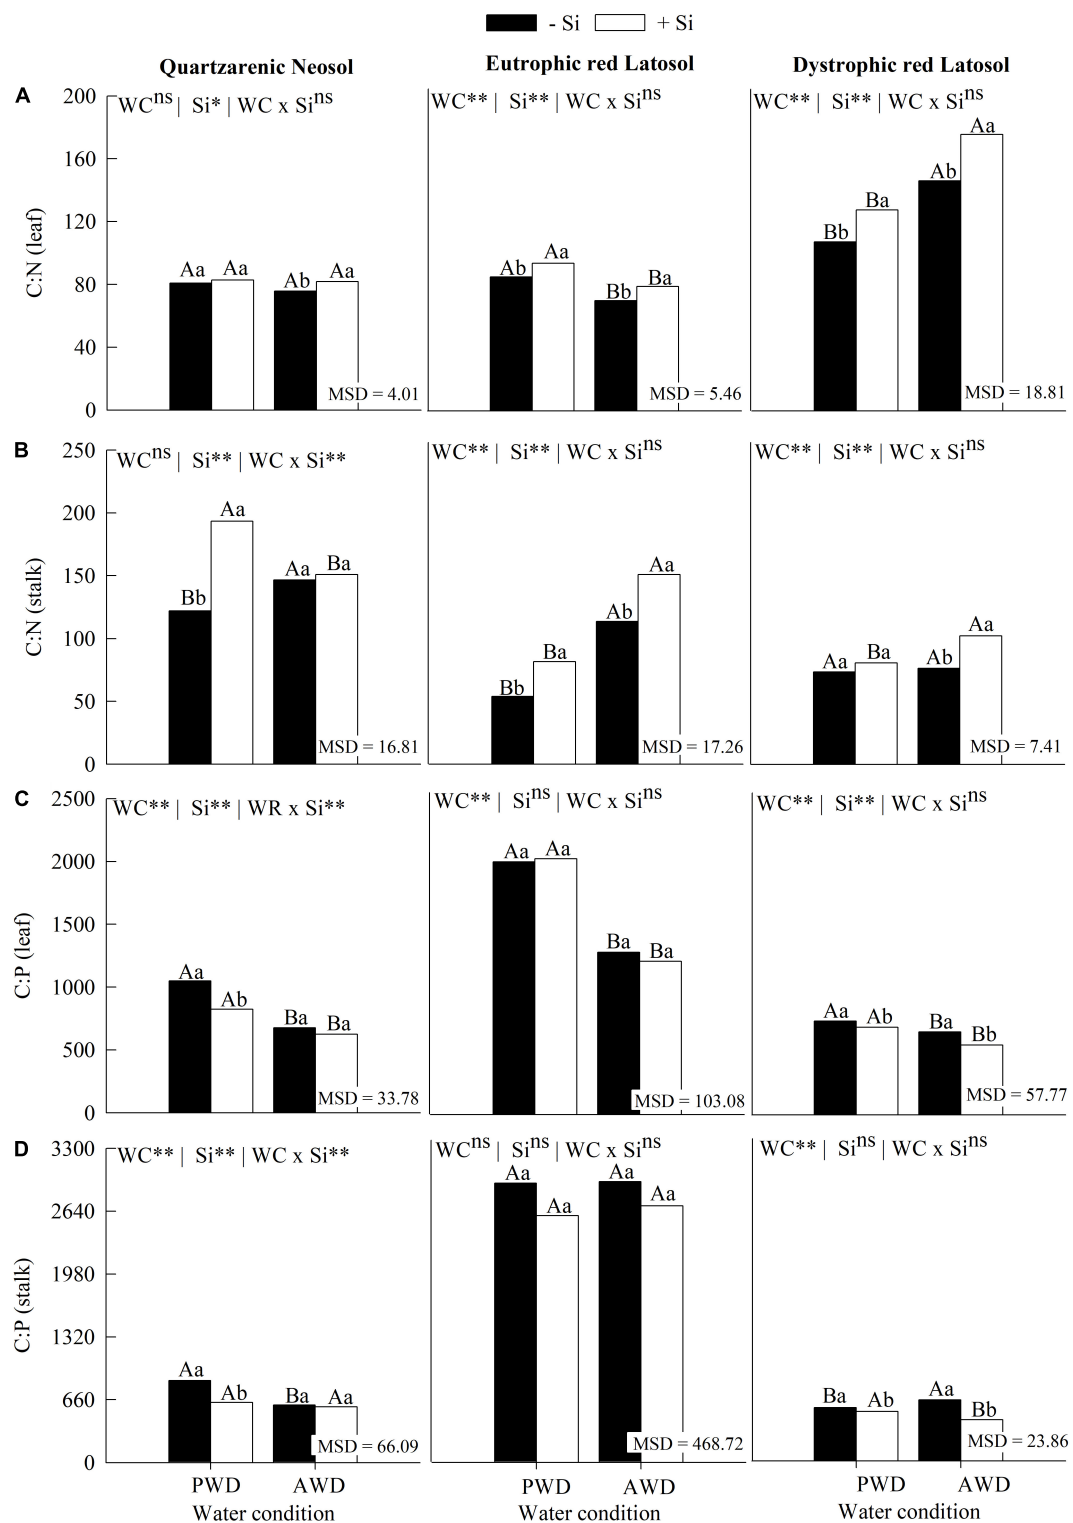 - Si + Si
Quartzarenic Neosol Eutrophic red Latosol Dystrophic red Latosol
A
C:N (leaf)
200
160
120
80
40
0
WCns | Si* | WC x Sins
Aa Aa Ab Aa
MSD = 4.01
WC** | Si** | WC x Sins
Ab Aa Bb Ba
MSD = 5.46
WC** | Si** | WC x Sins
Bb Ba Ab Aa
MSD = 18.81
B
C:N (stalk)
250
200
150
100
50
0
WCns | Si** | WC x Si**
Bb Aa Aa Ba
MSD = 16.81
WC** | Si** | WC x Sins
Bb Ba Ab Aa
MSD = 17.26
WC** | Si** | WC x Sins
Aa Ba Ab Aa
MSD = 7.41
C
C:P (leaf)
2500
2000
1500
1000
500
0
WC** | Si** | WR x Si**
Aa Ab Ba Ba
MSD = 33.78
WC** | Sins | WC x Sins
Aa Aa Ba Ba
MSD = 103.08
WC** | Si** | WC x Sins
Aa Ab Ba Bb
MSD = 57.77
D
C:P (stalk)
3300
2640
1980
1320
660
0
WC** | Si** | WC x Si**
Aa Ab Ba Aa
MSD = 66.09
WCns | Sins | WC x Sins
Aa Aa Aa Aa
MSD = 468.72
WC** | Sins | WC x Sins
Ba Ab Aa Bb
MSD = 23.86
PWD AWD PWD AWD PWD AWD
Water condition Water condition Water condition